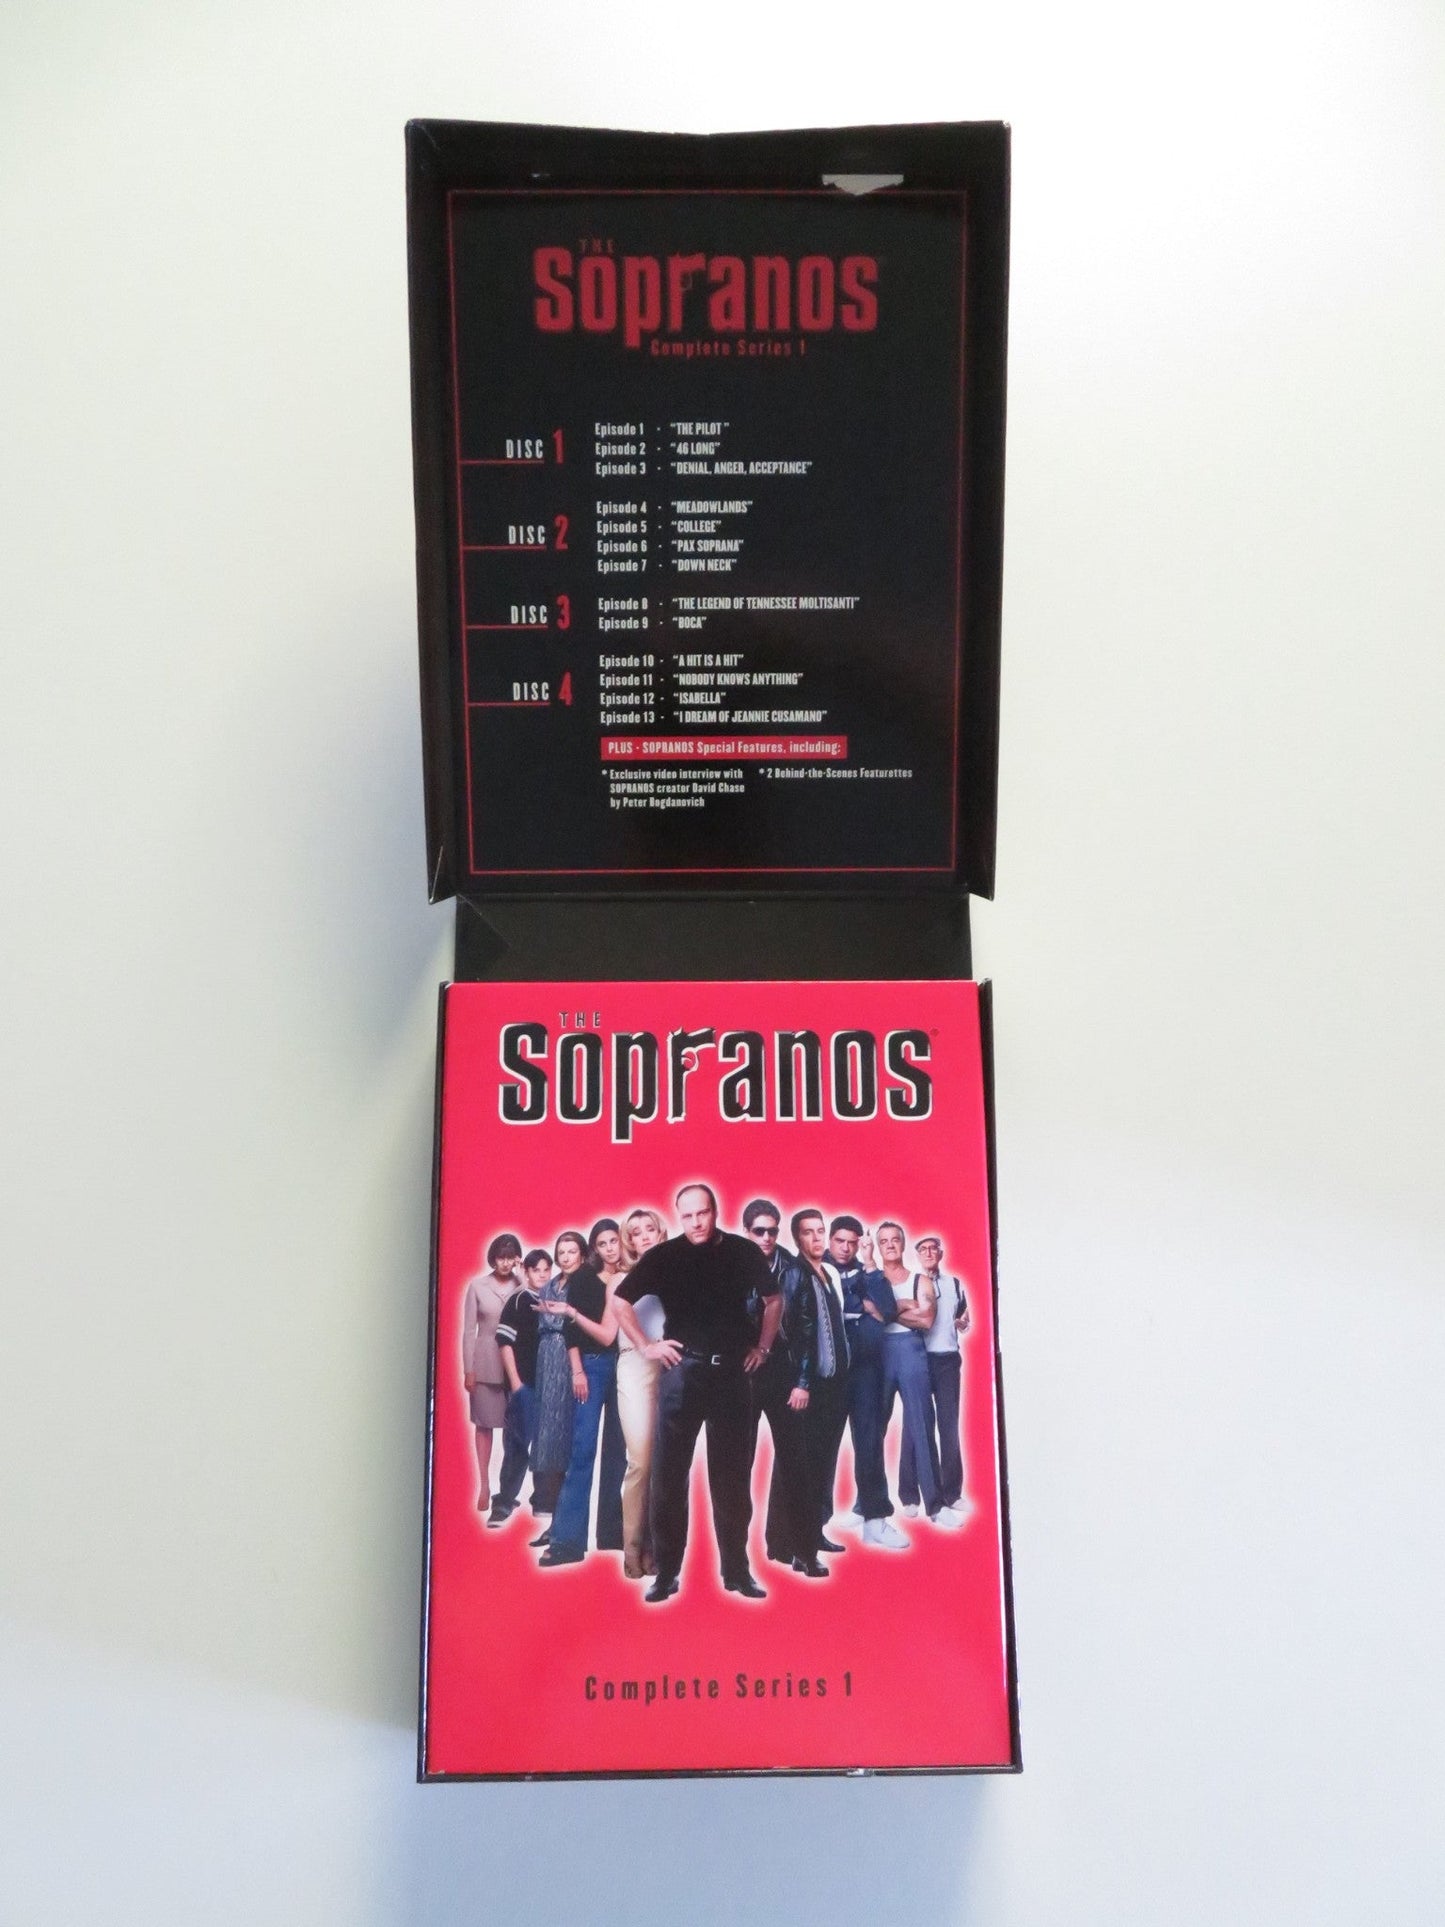 THE
Sopranos
Complete Series 1
DISC 1
Episode 1 - "THE PILOT"
Episode 2 - "46 LONG"
Episode 3 - "DENIAL, ANGER, ACCEPTANCE"
DISC 2
Episode 4 - "MEADOWLANDS"
Episode 5 - "COLLEGE"
Episode 6 - "PAX SOPRANA"
Episode 7 - "DOWN NECK"
DISC 3
Episode 8 - "THE LEGEND OF TENNESSEE MOLTISANTI"
Episode 9 - "BOCA"
DISC 4
Episode 10 - "A HIT IS A HIT"
Episode 11 - "NOBODY KNOWS ANYTHING"
Episode 12 - "ISABELLA"
Episode 13 - "I DREAM OF JEANNIE CUSAMANO"
PLUS - SOPRANOS Special Features, including:
* Exclusive video interview with
SOPRANOS creator David Chase
by Peter Bogdanovich
* 2 Behind-the-Scenes Featurettes
THE
Sopranos
Complete Series 1